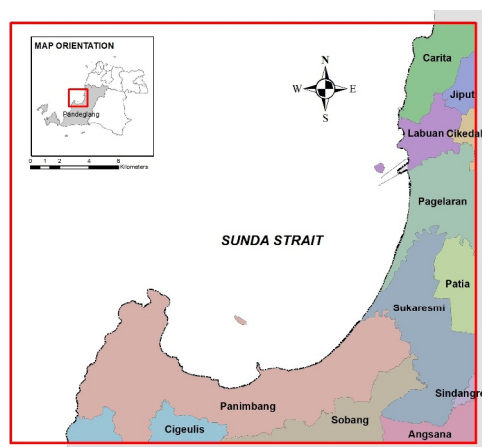 MAP ORIENTATION
Pandeglang
0 1 2 4 6
Kilometers
N
W E
S
Carita
Jiput
Labuan Cikedal
Pagelaran
SUNDA STRAIT
Patia
Sukaresmi
Panimbang
Sindangre
Sobang
Cigeulis
Angsana